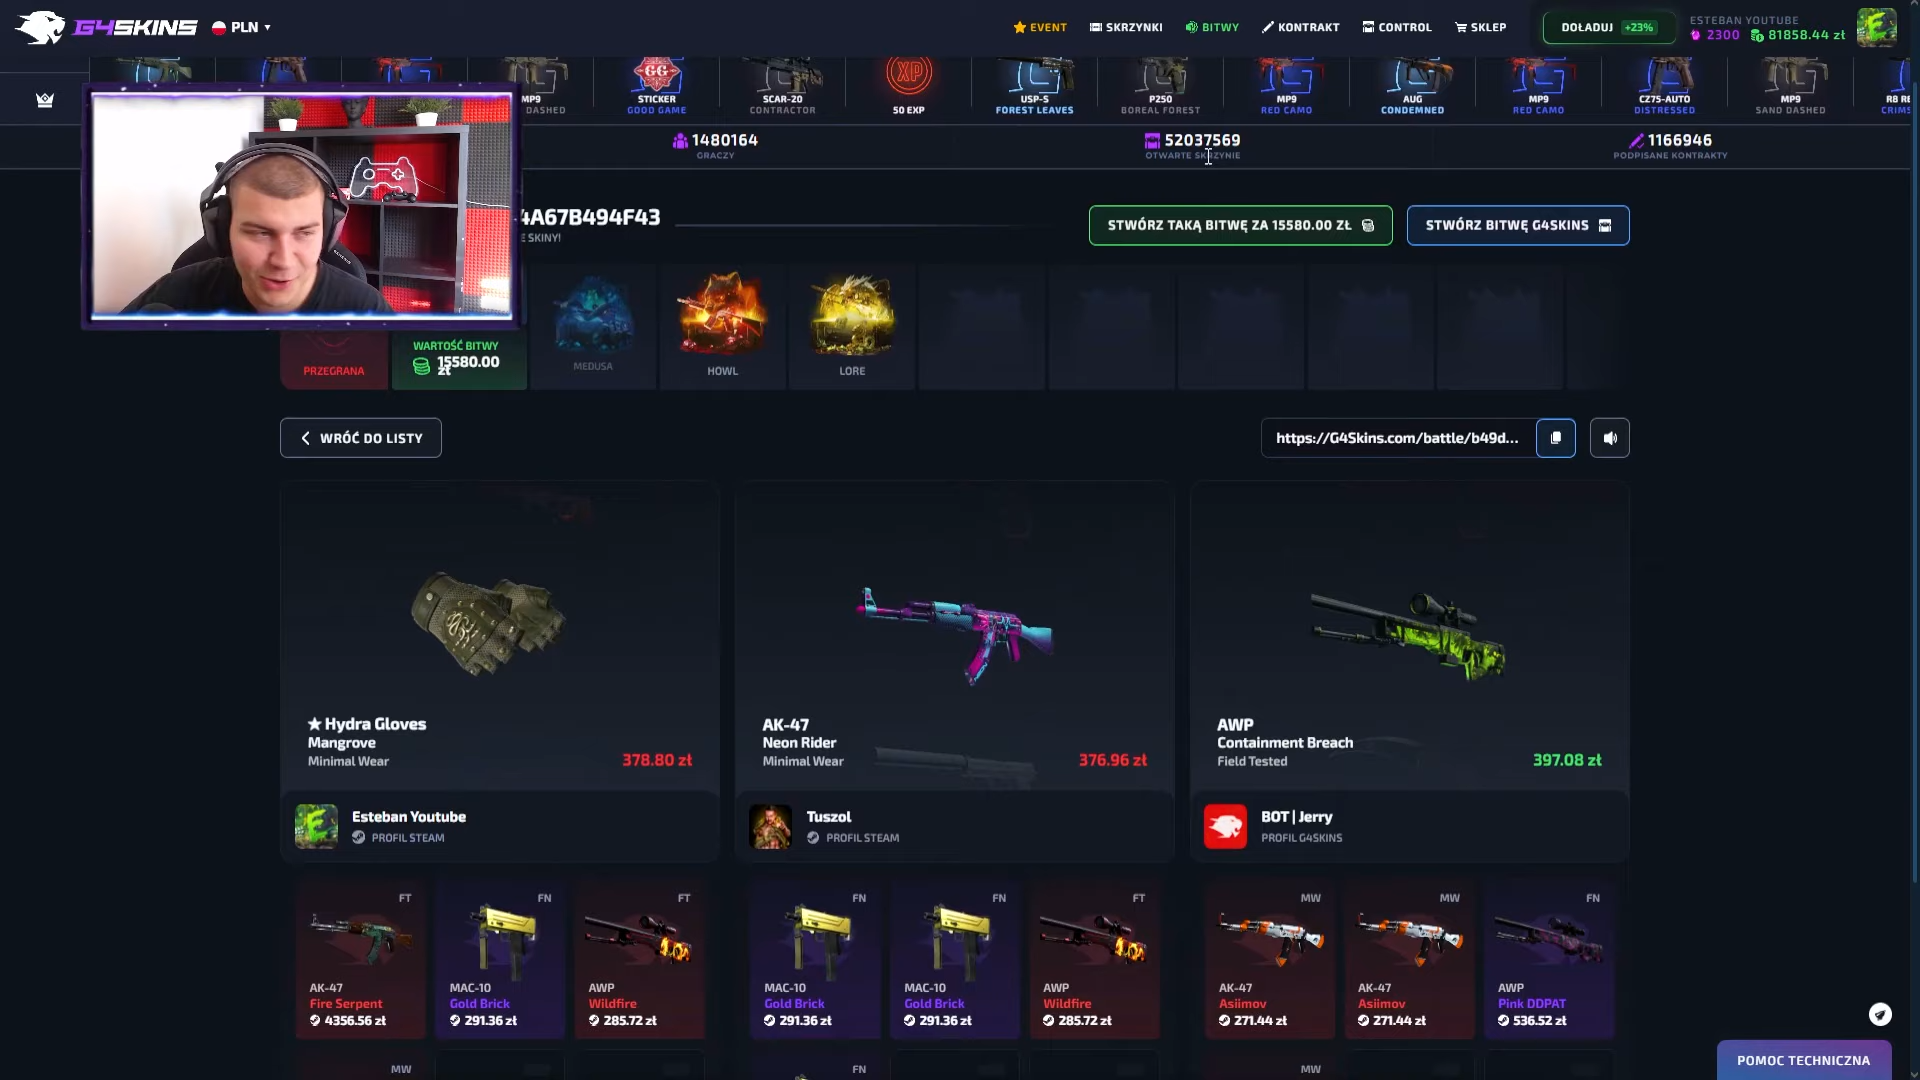 G4SKINS
PLN
EVENT
SKRZYNKI
BITWY
KONTRAKT
CONTROL
SKLEP
DOŁADUJ +23%
ESTEBAN YOUTUBE
2300 81858.44 zł
MP9
DASHED
STICKER
GOOD GAME
SCAR-20
CONTRACTOR
XP
50 EXP
USP-S
FOREST LEAVES
P250
BOREAL FOREST
MP9
RED CAMO
AUG
CONDEMNED
MP9
RED CAMO
CZ75-AUTO
DISTRESSED
MP9
SAND DASHED
R8 RE
CRIMS
1480164
GRACZY
52037569
OTWARTE SKRZYNIE
1166946
PODPISANE KONTRAKTY
4A67B494F43
E SKINY!
STWÓRZ TAKĄ BITWĘ ZA 15580.00 ZŁ
STWÓRZ BITWĘ G4SKINS
PRZEGRANA
WARTOŚĆ BITWY
15580.00
zł
MEDUSA
HOWL
LORE
WRÓĆ DO LISTY
https://G4Skins.com/battle/b49d...
★ Hydra Gloves
Mangrove
Minimal Wear
378.80 zł
AK-47
Neon Rider
Minimal Wear
376.96 zł
AWP
Containment Breach
Field Tested
397.08 zł
Esteban Youtube
PROFIL STEAM
Tuszol
PROFIL STEAM
BOT | Jerry
PROFIL G4SKINS
FT
AK-47
Fire Serpent
4356.56 zł
FN
MAC-10
Gold Brick
291.36 zł
FT
AWP
Wildfire
285.72 zł
FN
MAC-10
Gold Brick
291.36 zł
FN
MAC-10
Gold Brick
291.36 zł
FT
AWP
Wildfire
285.72 zł
MW
AK-47
Asiimov
271.44 zł
MW
AK-47
Asiimov
271.44 zł
FN
AWP
Pink DDPAT
536.52 zł
MW
FN
MW
POMOC TECHNICZNA